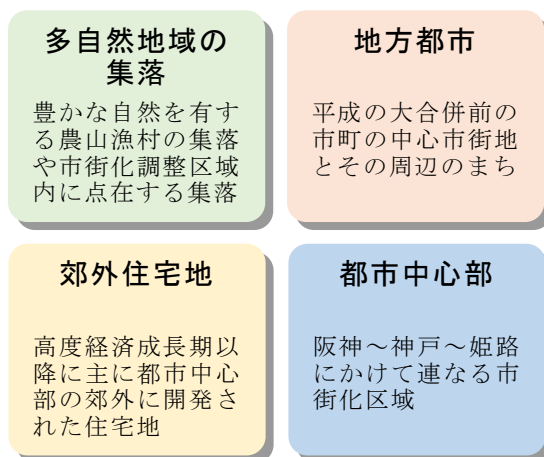 多自然地域の
集落
豊かな自然を有す
る農山漁村の集落
や市街化調整区域
内に点在する集落
地方都市
平成の大合併前の
市町の中心市街地
とその周辺のまち
郊外住宅地
高度経済成長期以
降に主に都市中心
部の郊外に開発さ
れた住宅地
都市中心部
阪神～神戸～姫路
にかけて連なる市
街化区域